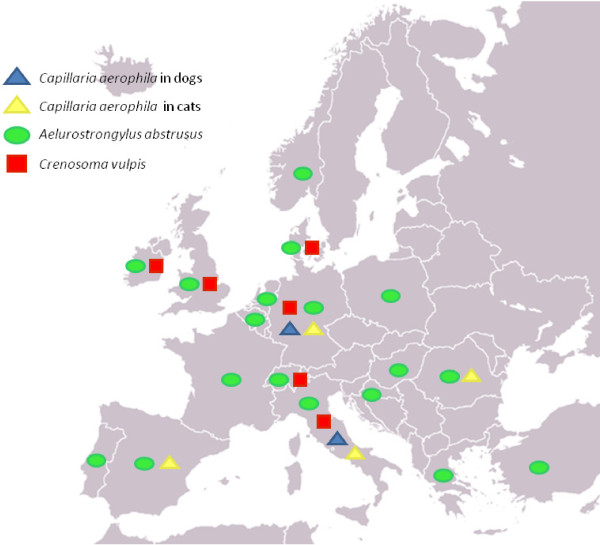 Capillaria aerophila in dogs
Capillaria aerophila in cats
Aelurostrongylus abstrusus
Crenosoma vulpis